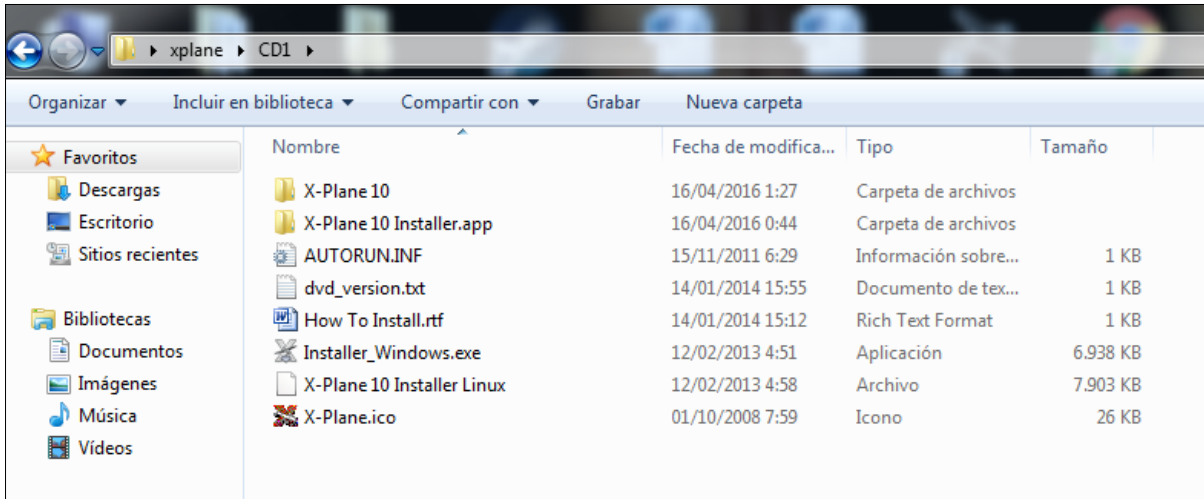 xplane CD1
Organizar Incluir en biblioteca Compartir con Grabar Nueva carpeta
Favoritos
Descargas
Escritorio
Sitios recientes
Bibliotecas
Documentos
Imágenes
Música
Vídeos
Nombre Fecha de modifica... Tipo Tamaño
X-Plane 10 16/04/2016 1:27 Carpeta de archivos
X-Plane 10 Installer.app 16/04/2016 0:44 Carpeta de archivos
AUTORUN.INF 15/11/2011 6:29 Información sobre... 1 KB
dvd_version.txt 14/01/2014 15:55 Documento de tex... 1 KB
How To Install.rtf 14/01/2014 15:12 Rich Text Format 1 KB
Installer_Windows.exe 12/02/2013 4:51 Aplicación 6.938 KB
X-Plane 10 Installer Linux 12/02/2013 4:58 Archivo 7.903 KB
X-Plane.ico 01/10/2008 7:59 Icono 26 KB